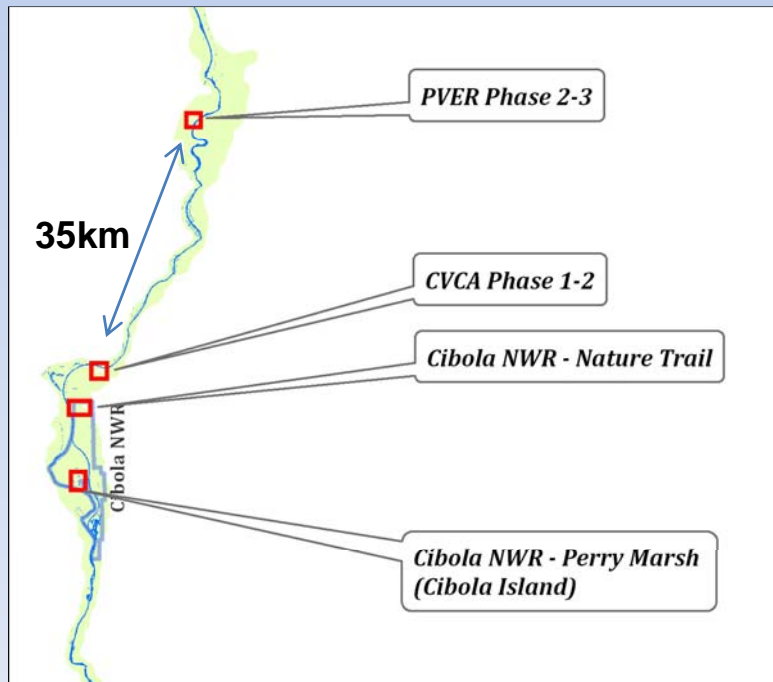 PVER Phase 2-3
35km
CVCA Phase 1-2
Cibola NWR - Nature Trail
Cibola NWR
Cibola NWR - Perry Marsh
(Cibola Island)